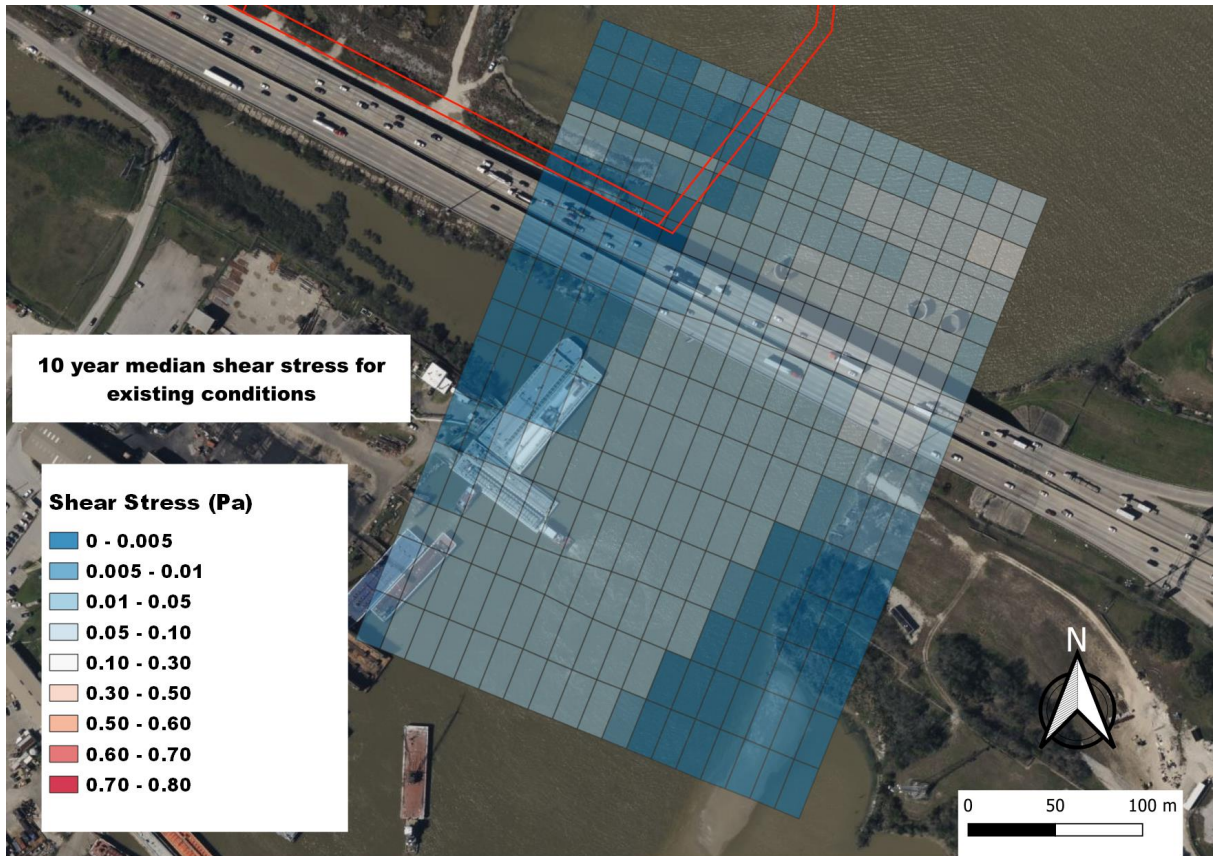 10 year median shear stress for
existing conditions
Shear Stress (Pa)
0 - 0.005
0.005 - 0.01
0.01 - 0.05
0.05 - 0.10
0.10 - 0.30
0.30 - 0.50
0.50 - 0.60
0.60 - 0.70
0.70 - 0.80
N
0 50 100 m